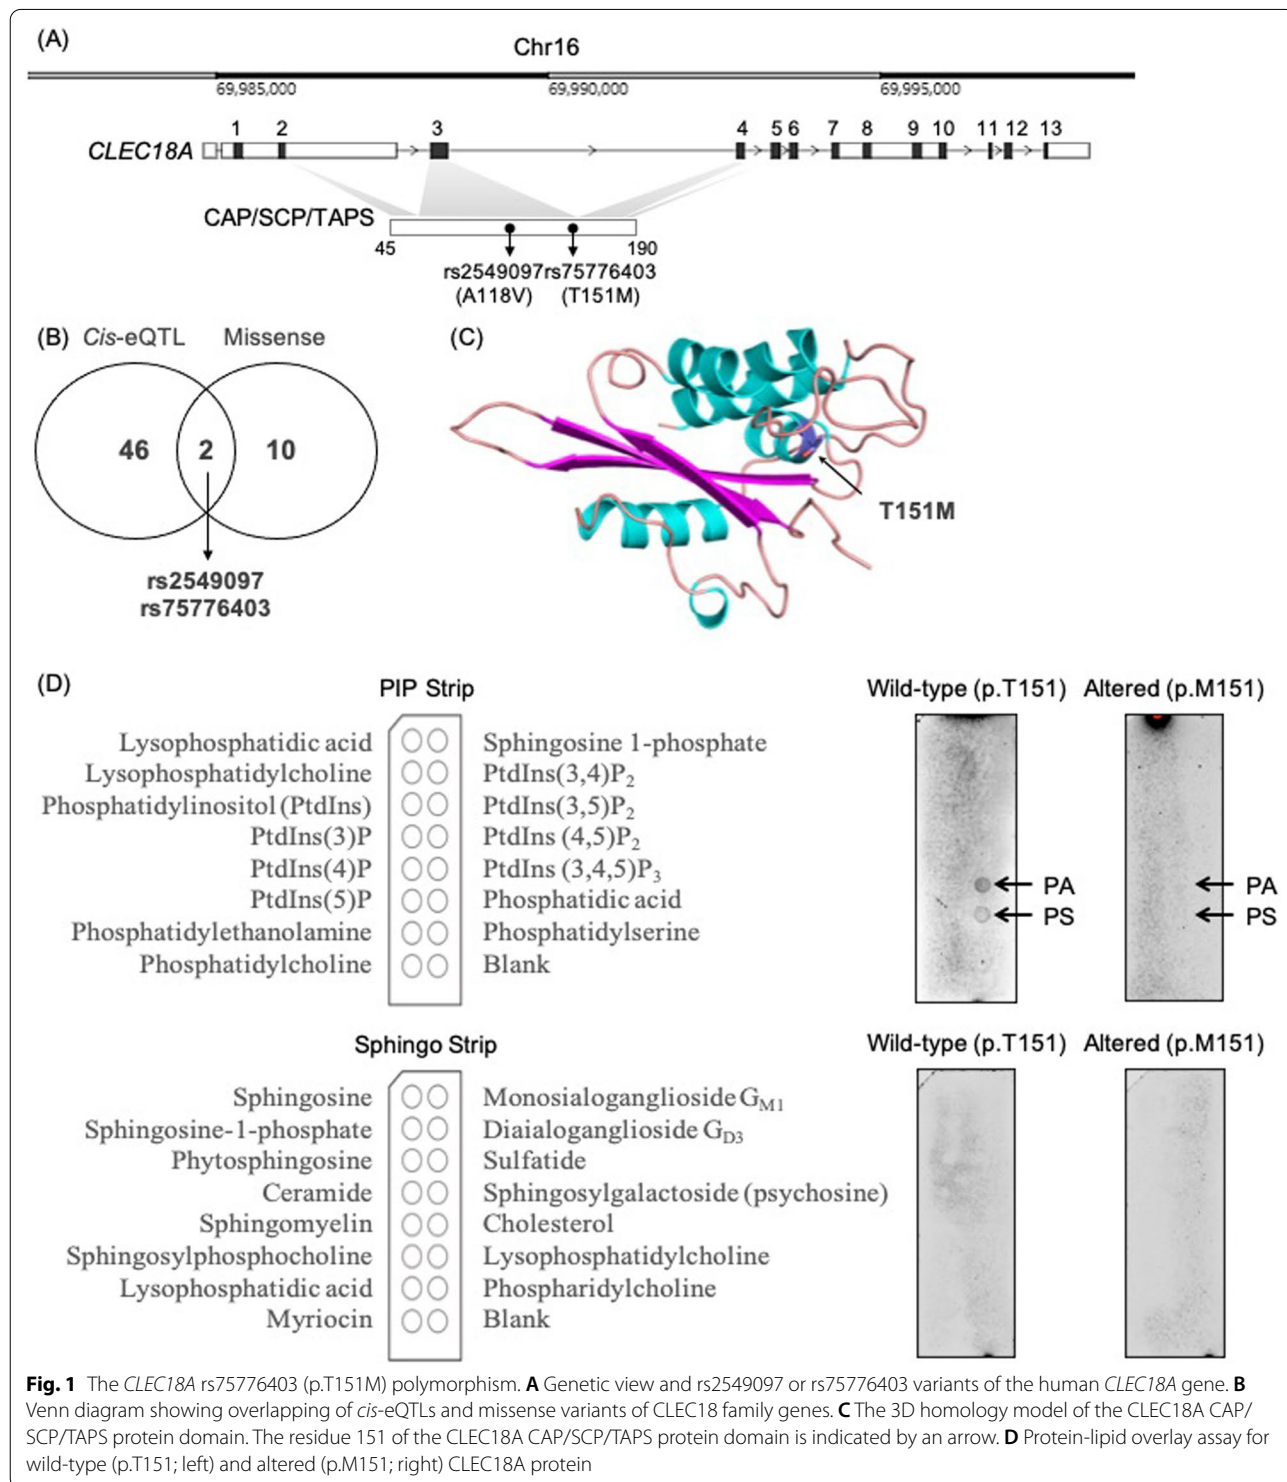 (A)
Chr16
69,985,000 69,990,000 69,995,000
1 2 3 4 5 6 7 8 9 10 11 12 13
CLEC18A
CAP/SCP/TAPS
45 190
rs2549097 rs75776403
(A118V) (T151M)
(B) Cis-eQTL Missense
46 2 10
rs2549097
rs75776403
(C)
T151M
(D)
PIP Strip
Lysophosphatidic acid Sphingosine 1-phosphate
Lysophosphatidylcholine PtdIns(3,4)P2
Phosphatidylinositol (PtdIns) PtdIns(3,5)P2
PtdIns(3)P PtdIns (4,5)P2
PtdIns(4)P PtdIns (3,4,5)P3
PtdIns(5)P Phosphatidic acid
Phosphatidylethanolamine Phosphatidylserine
Phosphatidylcholine Blank
Wild-type (p.T151) Altered (p.M151)
PA PA
PS PS
Sphingo Strip
Sphingosine Monosialoganglioside GM1
Sphingosine-1-phosphate Diaialoganglioside GD3
Phytosphingosine Sulfatide
Ceramide Sphingosylgalactoside (psychosine)
Sphingomyelin Cholesterol
Sphingosylphosphocholine Lysophosphatidylcholine
Lysophosphatidic acid Phospharidylcholine
Myriocin Blank
Wild-type (p.T151) Altered (p.M151)
Fig. 1 The CLEC18A rs75776403 (p.T151M) polymorphism. A Genetic view and rs2549097 or rs75776403 variants of the human CLEC18A gene. B
Venn diagram showing overlapping of cis-eQTLs and missense variants of CLEC18 family genes. C The 3D homology model of the CLEC18A CAP/
SCP/TAPS protein domain. The residue 151 of the CLEC18A CAP/SCP/TAPS protein domain is indicated by an arrow. D Protein-lipid overlay assay for
wild-type (p.T151; left) and altered (p.M151; right) CLEC18A protein